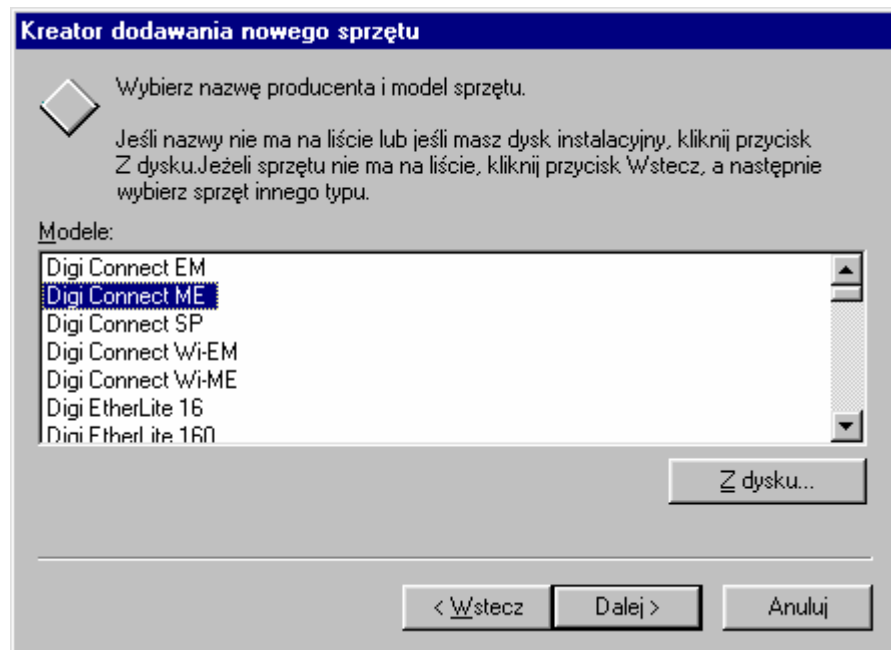 Kreator dodawania nowego sprzętu
Wybierz nazwę producenta i model sprzętu.
Jeśli nazwy nie ma na liście lub jeśli masz dysk instalacyjny, kliknij przycisk
Z dysku.Jeżeli sprzętu nie ma na liście, kliknij przycisk Wstecz, a następnie
wybierz sprzęt innego typu.
Modele:
Digi Connect EM
Digi Connect ME
Digi Connect SP
Digi Connect Wi-EM
Digi Connect Wi-ME
Digi EtherLite 16
Digi EtherLite 160
Z dysku...
< Wstecz
Dalej >
Anuluj